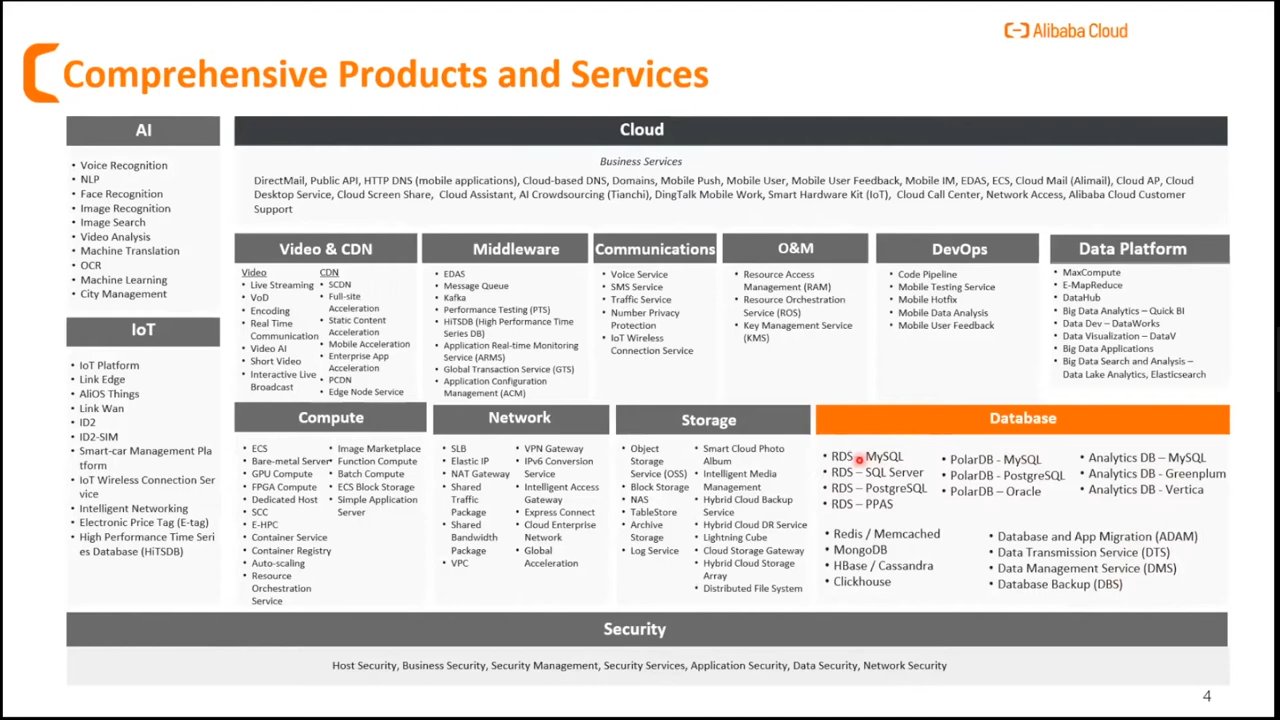 Alibaba Cloud
Comprehensive Products and Services
AI
• Voice Recognition
• NLP
• Face Recognition
• Image Recognition
• Image Search
• Video Analysis
• Machine Translation
• OCR
• Machine Learning
• City Management
IoT
• IoT Platform
• Link Edge
• AliOS Things
• Link Wan
• ID2
• ID2-SIM
• Smart-car Management Pla
tform
• IoT Wireless Connection Ser
vice
• Intelligent Networking
• Electronic Price Tag (E-tag)
• High Performance Time Seri
es Database (HiTSDB)
Cloud
Business Services
DirectMail, Public API, HTTP DNS (mobile applications), Cloud-based DNS, Domains, Mobile Push, Mobile User, Mobile User Feedback, Mobile IM, EDAS, ECS, Cloud Mail (Alimail), Cloud AP, Cloud
Desktop Service, Cloud Screen Share, Cloud Assistant, AI Crowdsourcing (Tianchi), DingTalk Mobile Work, Smart Hardware Kit (IoT), Cloud Call Center, Network Access, Alibaba Cloud Customer
Support
Video & CDN
Video
• Live Streaming
• VoD
• Encoding
• Real Time
Communication
• Video AI
• Short Video
• Interactive Live
Broadcast
CDN
• SCDN
• Full-site
Acceleration
• Static Content
Acceleration
• Mobile Acceleration
• Enterprise App
Acceleration
• PCDN
• Edge Node Service
Middleware
• EDAS
• Message Queue
• Kafka
• Performance Testing (PTS)
• HiTSDB (High Performance Time
Series DB)
• Application Real-time Monitoring
Service (ARMS)
• Global Transaction Service (GTS)
• Application Configuration
Management (ACM)
Communications
• Voice Service
• SMS Service
• Traffic Service
• Number Privacy
Protection
• IoT Wireless
Connection Service
O&M
• Resource Access
Management (RAM)
• Resource Orchestration
Service (ROS)
• Key Management Service
(KMS)
DevOps
• Code Pipeline
• Mobile Testing Service
• Mobile Hotfix
• Mobile Data Analysis
• Mobile User Feedback
Data Platform
• MaxCompute
• E-MapReduce
• DataHub
• Big Data Analytics – Quick BI
• Data Dev – DataWorks
• Data Visualization – DataV
• Big Data Applications
• Big Data Search and Analysis –
Data Lake Analytics, Elasticsearch
Compute
• ECS
• Bare-metal Server
• GPU Compute
• FPGA Compute
• Dedicated Host
• SCC
• E-HPC
• Container Service
• Container Registry
• Auto-scaling
• Resource
Orchestration
Service
• Image Marketplace
• Function Compute
• Batch Compute
• ECS Block Storage
• Simple Application
Server
Network
• SLB
• Elastic IP
• NAT Gateway
• Shared
Traffic
Package
• Shared
Bandwidth
Package
• VPC
• VPN Gateway
• IPv6 Conversion
Service
• Intelligent Access
Gateway
• Express Connect
• Cloud Enterprise
Network
• Global
Acceleration
Storage
• Object
Storage
Service (OSS)
• Block Storage
• NAS
• TableStore
• Archive
Storage
• Log Service
• Smart Cloud Photo
Album
• Intelligent Media
Management
• Hybrid Cloud Backup
Service
• Hybrid Cloud DR Service
• Lightning Cube
• Cloud Storage Gateway
• Hybrid Cloud Storage
Array
• Distributed File System
Database
• RDS – MySQL
• RDS – SQL Server
• RDS – PostgreSQL
• RDS – PPAS
• PolarDB - MySQL
• PolarDB - PostgreSQL
• PolarDB – Oracle
• Analytics DB – MySQL
• Analytics DB - Greenplum
• Analytics DB - Vertica
• Redis / Memcached
• MongoDB
• HBase / Cassandra
• Clickhouse
• Database and App Migration (ADAM)
• Data Transmission Service (DTS)
• Data Management Service (DMS)
• Database Backup (DBS)
Security
Host Security, Business Security, Security Management, Security Services, Application Security, Data Security, Network Security
4